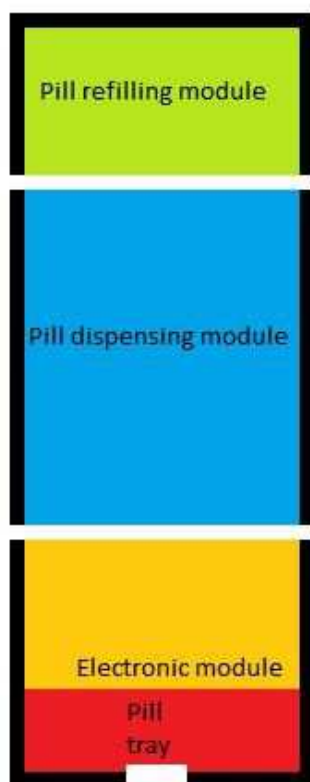 Pill refilling module
Pill dispensing module
Electronic module
Pill
tray